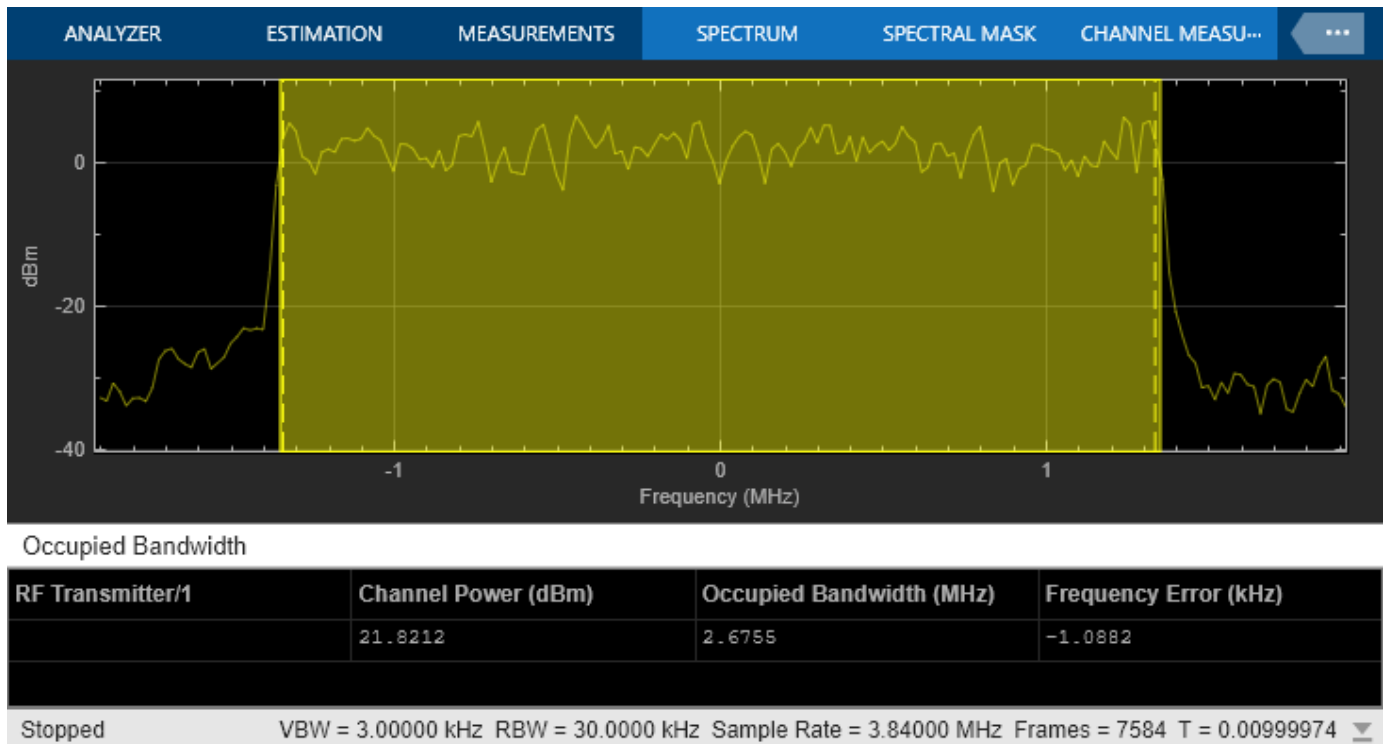 ANALYZER ESTIMATION MEASUREMENTS SPECTRUM SPECTRAL MASK CHANNEL MEASU··· ···
0
-20
-40
dBm
-1 0 1
Frequency (MHz)
Occupied Bandwidth
RF Transmitter/1 Channel Power (dBm) Occupied Bandwidth (MHz) Frequency Error (kHz)
21.8212 2.6755 -1.0882
Stopped VBW = 3.00000 kHz RBW = 30.0000 kHz Sample Rate = 3.84000 MHz Frames = 7584 T = 0.00999974